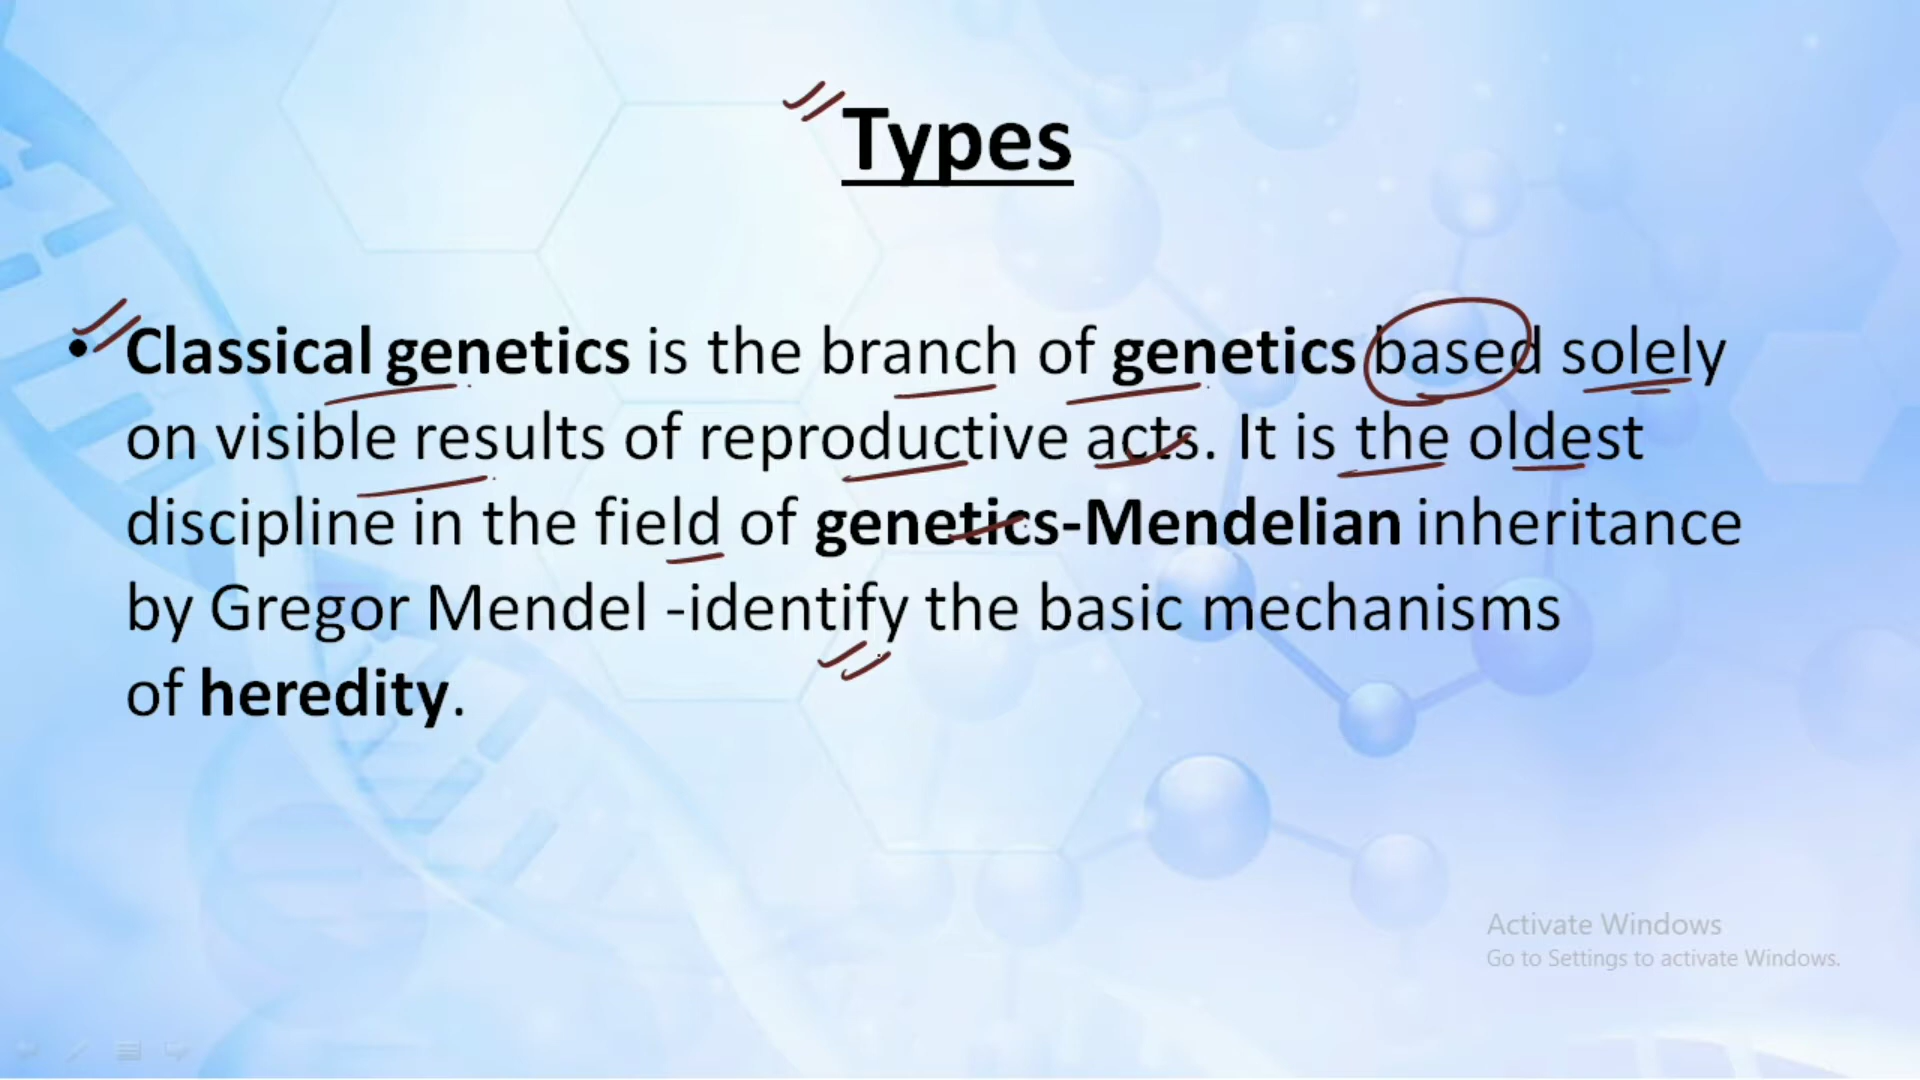 Types
• Classical genetics is the branch of genetics based solely
on visible results of reproductive acts. It is the oldest
discipline in the field of genetics-Mendelian inheritance
by Gregor Mendel -identify the basic mechanisms
of heredity.
Activate Windows
Go to Settings to activate Windows.